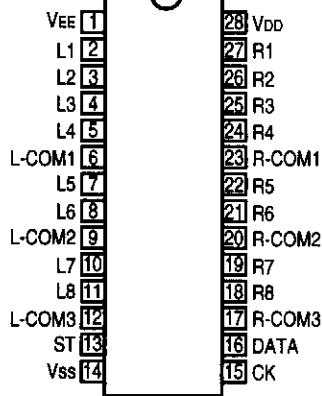 VEE 1 28 VDD
L1 2 27 R1
L2 3 26 R2
L3 4 25 R3
L4 5 24 R4
L-COM1 6 23 R-COM1
L5 7 22 R5
L6 8 21 R6
L-COM2 9 20 R-COM2
L7 10 19 R7
L8 11 18 R8
L-COM3 12 17 R-COM3
ST 13 16 DATA
Vss 14 15 CK